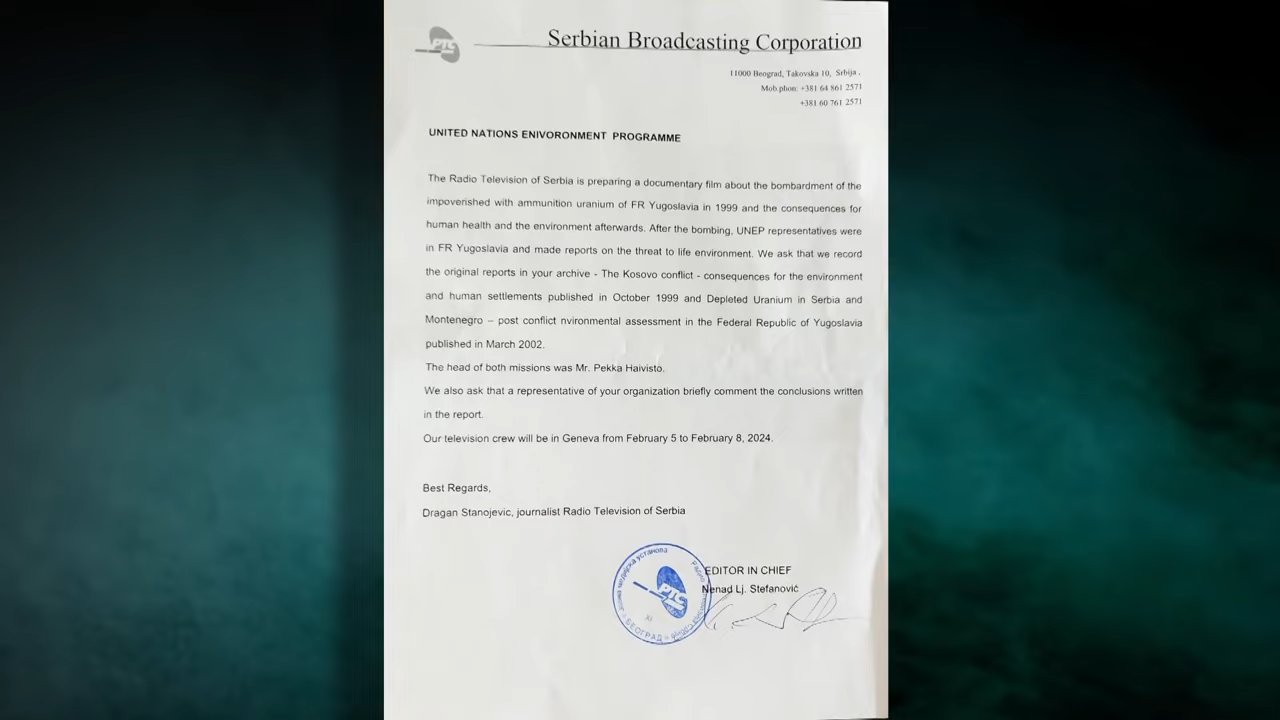 РТС
Serbian Broadcasting Corporation
11000 Beograd, Takovska 10, Srbija .
Mob.phon: +381 64 861 2571
+381 60 761 2571
UNITED NATIONS ENIVORONMENT PROGRAMME
The Radio Television of Serbia is preparing a documentary film about the bombardment of the
impoverished with ammunition uranium of FR Yugoslavia in 1999 and the consequences for
human health and the environment afterwards. After the bombing, UNEP representatives were
in FR Yugoslavia and made reports on the threat to life environment. We ask that we record
the original reports in your archive - The Kosovo conflict - consequences for the environment
and human settlements published in October 1999 and Depleted Uranium in Serbia and
Montenegro – post conflict nvironmental assessment in the Federal Republic of Yugoslavia
published in March 2002.
The head of both missions was Mr. Pekka Haivisto.
We also ask that a representative of your organization briefly comment the conclusions written
in the report.
Our television crew will be in Geneva from February 5 to February 8, 2024.
Best Regards,
Dragan Stanojevic, journalist Radio Television of Serbia
EDITOR IN CHIEF
Nenad Lj. Stefanović
установа
РТС
XI
БЕОГРАД